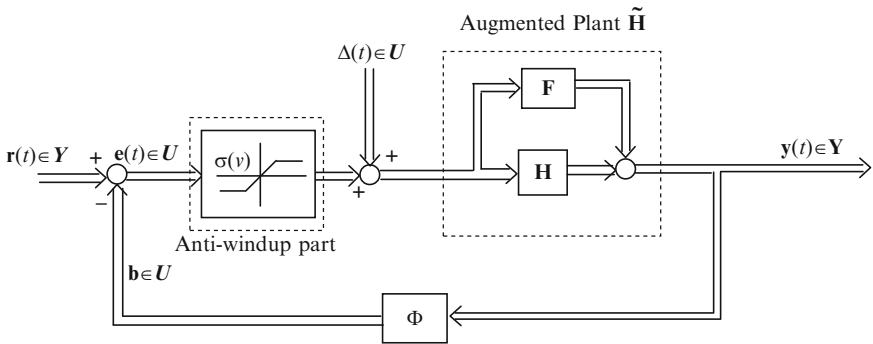 Augmented Plant H̃
Δ(t)∈U
F
r(t)∈Y
+
e(t)∈U
σ(v)
+
+
H
y(t)∈Y
−
Anti-windup part
b∈U
Φ